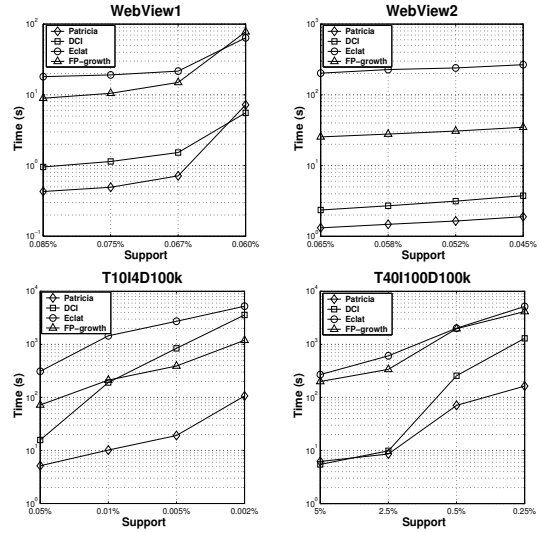 WebView1
Patricia
DCI
Eclat
FP-growth
10^2
10^1
10^0
10^-1
Time (s)
0.085%
0.075%
0.067%
0.060%
Support
WebView2
Patricia
DCI
Eclat
FP-growth
10^3
10^2
10^1
10^0
Time (s)
0.065%
0.058%
0.052%
0.045%
Support
T10I4D100k
Patricia
DCI
Eclat
FP-growth
10^4
10^3
10^2
10^1
10^0
Time (s)
0.05%
0.01%
0.005%
0.002%
Support
T40I100D100k
Patricia
DCI
Eclat
FP-growth
10^4
10^3
10^2
10^1
10^0
Time (s)
5%
2.5%
0.5%
0.25%
Support